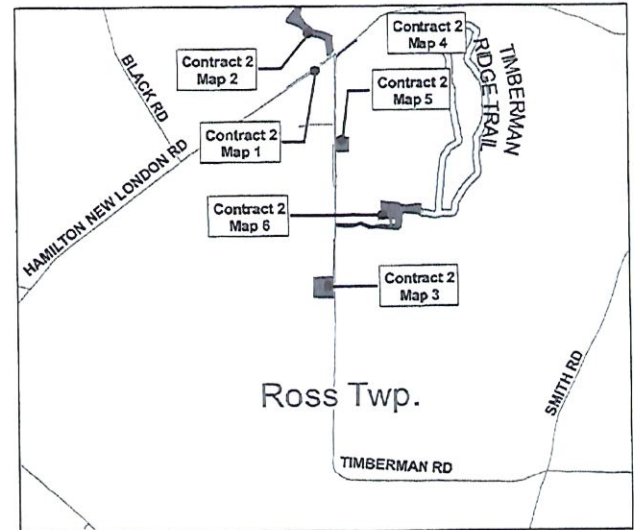 Contract 2
Map 4
TIMBERMAN
RIDGE TRAIL
Contract 2
Map 2
BLACK RD
Contract 2
Map 5
Contract 2
Map 1
HAMILTON NEW LONDON RD
Contract 2
Map 6
Contract 2
Map 3
Ross Twp.
SMITH RD
TIMBERMAN RD